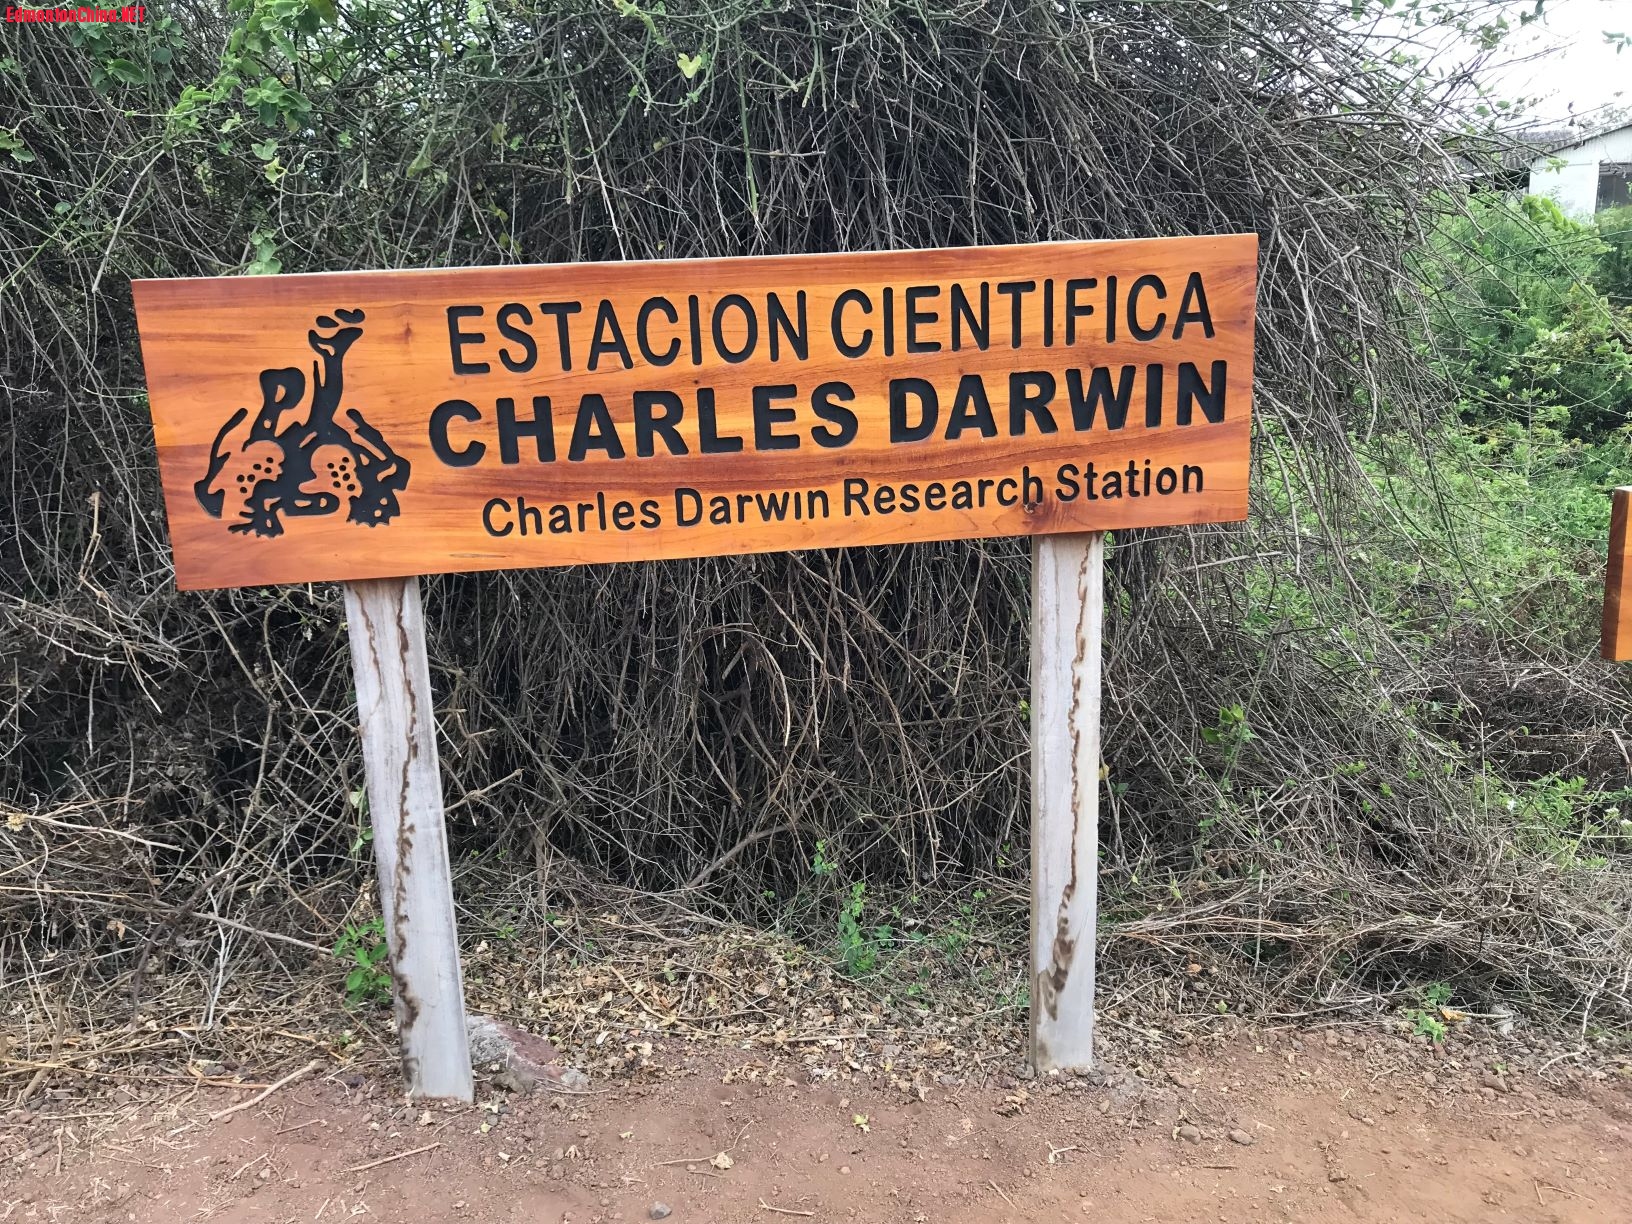 EdmontonChina.NET
ESTACION CIENTIFICA
CHARLES DARWIN
Charles Darwin Research Station